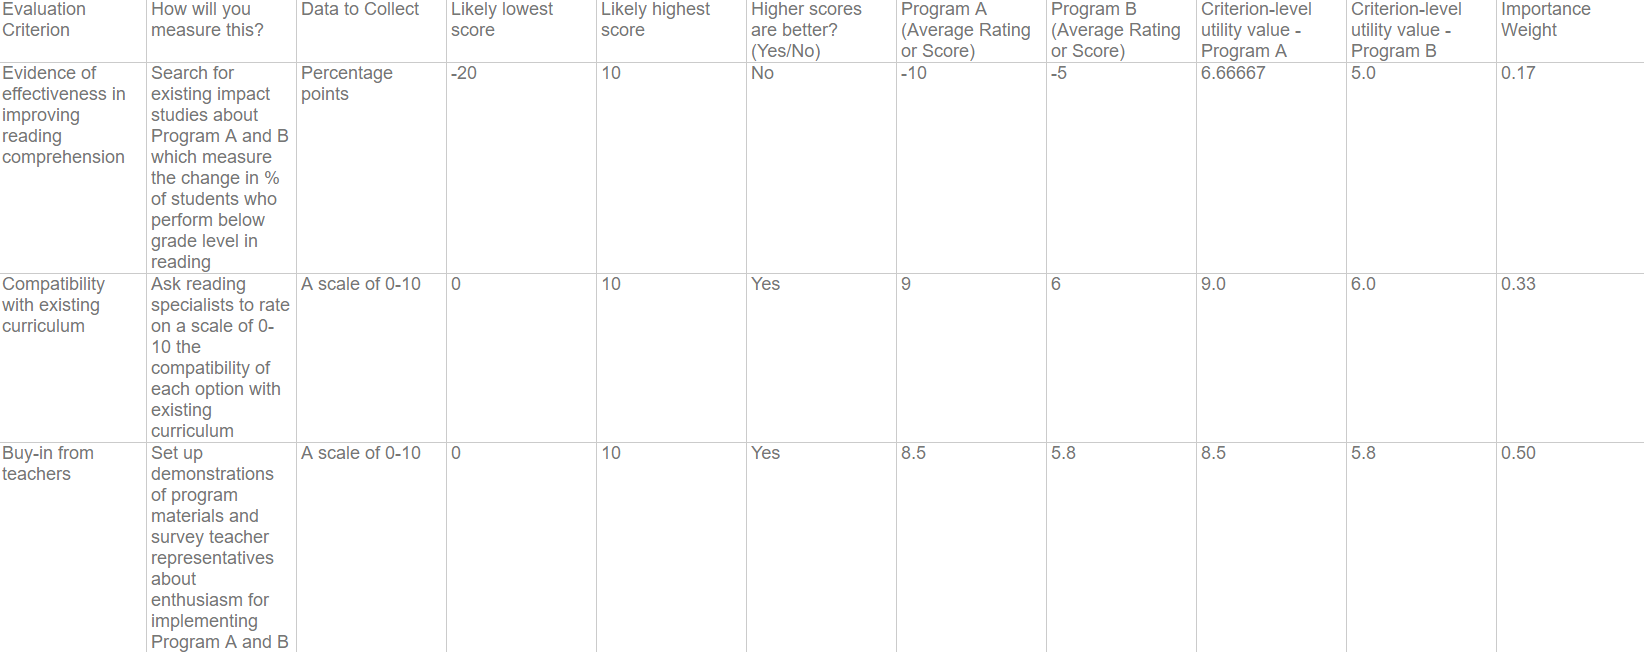 Evaluation Criterion
How will you measure this?
Data to Collect
Likely lowest score
Likely highest score
Higher scores are better? (Yes/No)
Program A (Average Rating or Score)
Program B (Average Rating or Score)
Criterion-level utility value - Program A
Criterion-level utility value - Program B
Importance Weight
Evidence of effectiveness in improving reading comprehension
Search for existing impact studies about Program A and B which measure the change in % of students who perform below grade level in reading
Percentage points
-20
10
No
-10
-5
6.66667
5.0
0.17
Compatibility with existing curriculum
Ask reading specialists to rate on a scale of 0-10 the compatibility of each option with existing curriculum
A scale of 0-10
0
10
Yes
9
6
9.0
6.0
0.33
Buy-in from teachers
Set up demonstrations of program materials and survey teacher representatives about enthusiasm for implementing Program A and B
A scale of 0-10
0
10
Yes
8.5
5.8
8.5
5.8
0.50